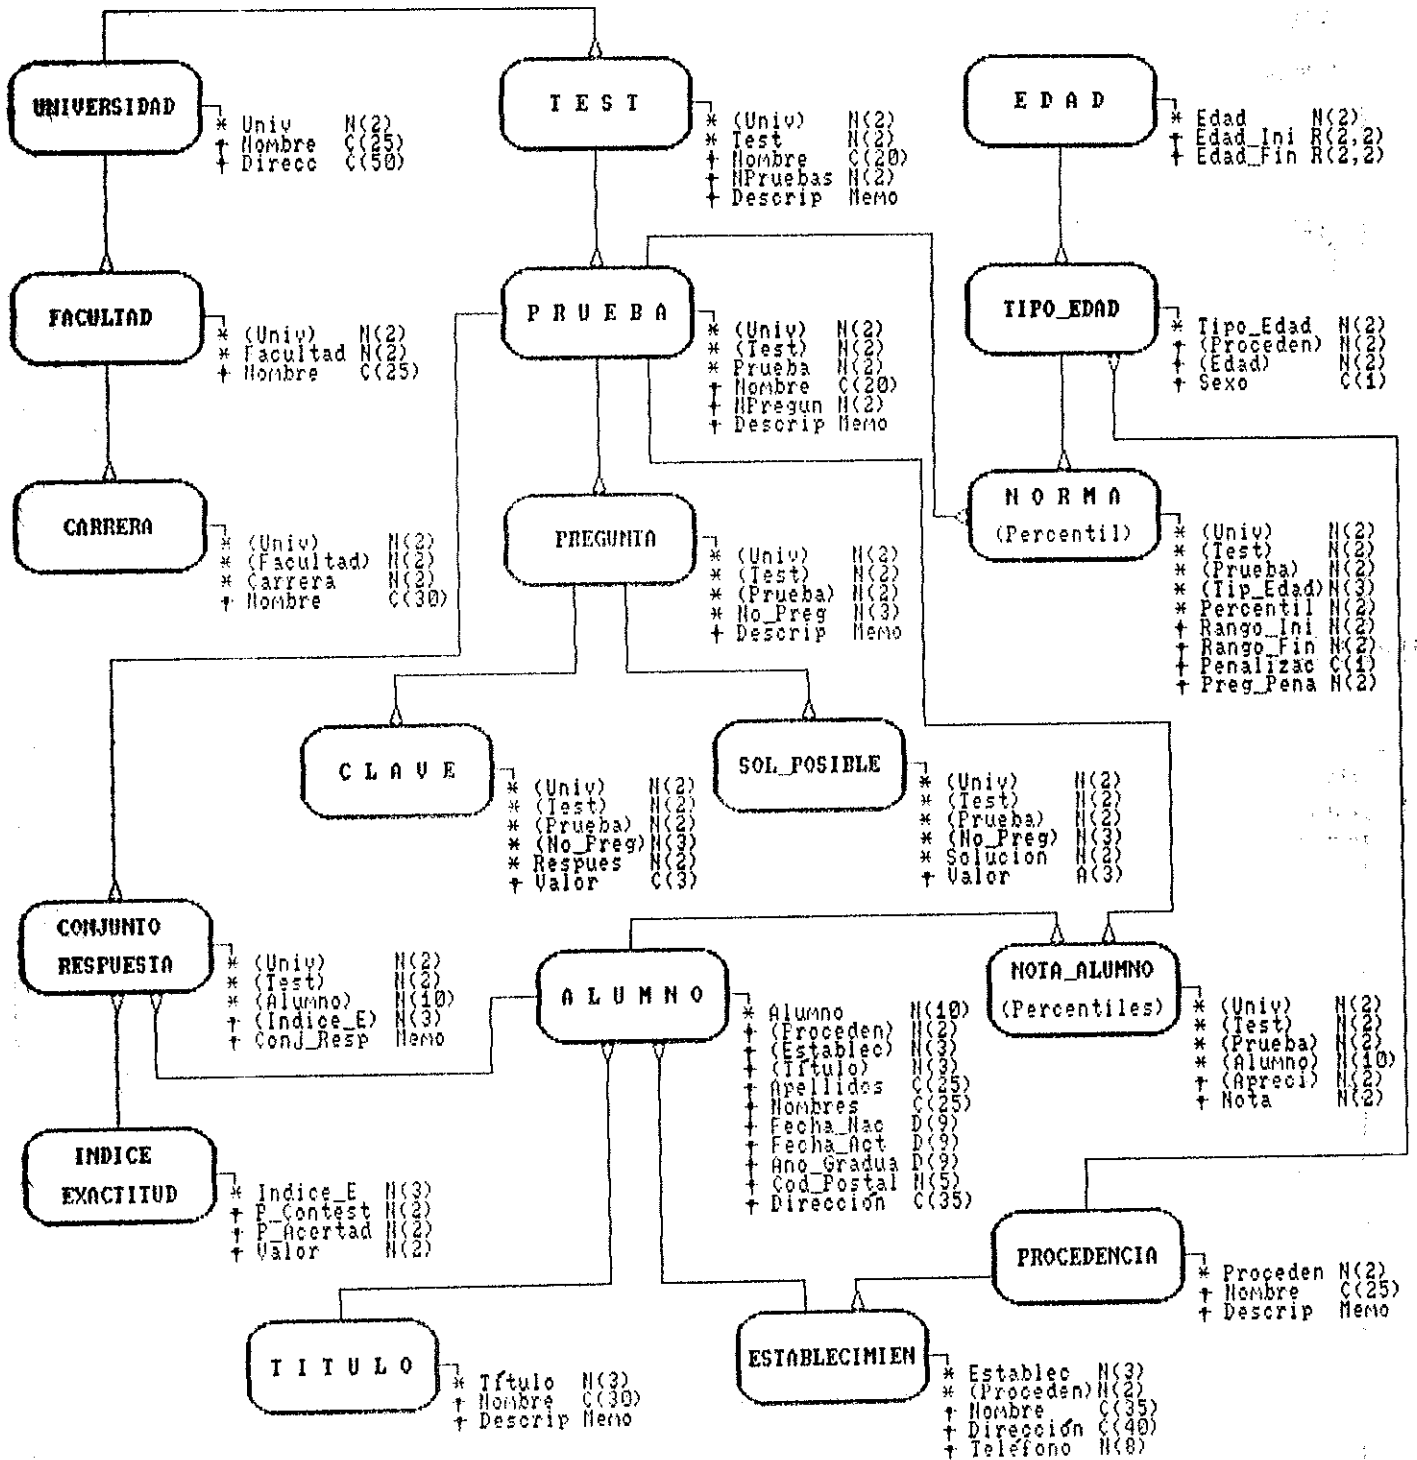 UNIVERSIDAD
* Univ N(2)
† Nombre C(25)
† Direcc C(50)
T E S T
* (Univ) N(2)
* Test N(2)
† Nombre C(20)
† NPruebas N(2)
† Descrip Memo
E D A D
* Edad N(2)
† Edad_Ini R(2,2)
† Edad_Fin R(2,2)
FACULTAD
* (Univ) N(2)
* Facultad N(2)
† Nombre C(25)
P R U E B A
* (Univ) N(2)
* (Test) N(2)
* Prueba N(2)
† Nombre C(20)
† NPregun N(2)
† Descrip Memo
TIPO_EDAD
* Tipo_Edad N(2)
† (Proceden) N(2)
† (Edad) N(2)
† Sexo C(1)
CARRERA
* (Univ) N(2)
* (Facultad) N(2)
* Carrera N(2)
† Nombre C(30)
PREGUNTA
* (Univ) N(2)
* (Test) N(2)
* (Prueba) N(2)
* No_Preg N(3)
† Descrip Memo
N O R M A
(Percentil)
* (Univ) N(2)
* (Test) N(2)
* (Prueba) N(2)
* (Tip_Edad) N(3)
* Percentil N(2)
† Rango_Ini N(2)
† Rango_Fin N(2)
† Penalizac C(1)
† Preg_Pena N(2)
C L A V E
* (Univ) N(2)
* (Test) N(2)
* (Prueba) N(2)
* (No_Preg) N(3)
* Respues N(2)
† Valor C(3)
SOL_POSIBLE
* (Univ) N(2)
* (Test) N(2)
* (Prueba) N(2)
* (No_Preg) N(3)
* Solucion N(2)
† Valor A(3)
CONJUNTO
RESPUESTA
* (Univ) N(2)
* (Test) N(2)
* (Alumno) N(10)
† (Indice_E) N(3)
† Conj_Resp Memo
A L U M N O
* Alumno N(10)
† (Proceden) N(2)
† (Establec) N(3)
† (Título) N(3)
† Apellidos C(25)
† Nombres C(25)
† Fecha_Nac D(9)
† Fecha_Act D(9)
† Ano_Gradua D(9)
† Cod_Postal N(5)
† Dirección C(35)
NOTA_ALUMNO
(Percentiles)
* (Univ) N(2)
* (Test) N(2)
* (Prueba) N(2)
* (Alumno) N(10)
† (Apreci) N(2)
† Nota N(2)
INDICE
EXACTITUD
* Indice_E N(3)
† P_Contest N(2)
† P_Acertad N(2)
† Valor N(2)
PROCEDENCIA
* Proceden N(2)
† Nombre C(25)
† Descrip Memo
T I T U L O
* Título N(3)
† Nombre C(30)
† Descrip Memo
ESTABLECIMIEN
* Establec N(3)
* (Proceden) N(2)
† Nombre C(35)
† Dirección C(40)
† Teléfono N(8)